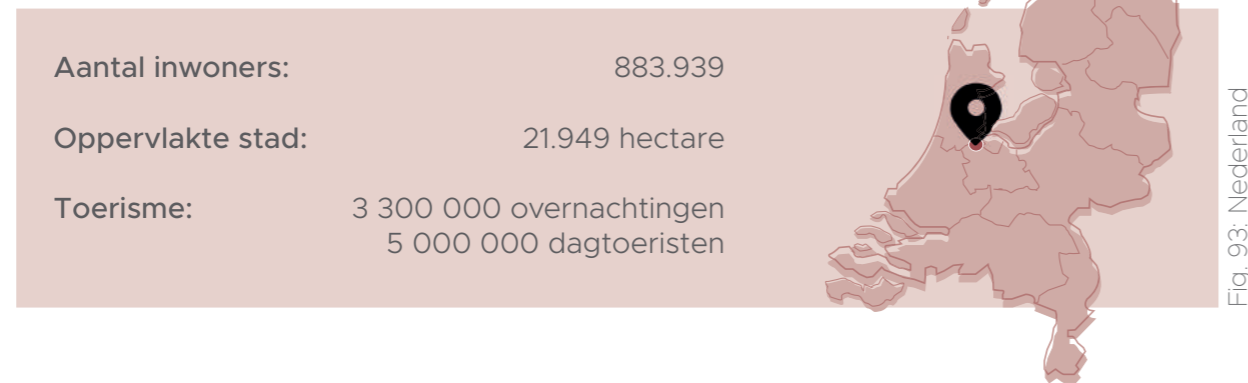 Aantal inwoners: 883.939
Oppervlakte stad: 21.949 hectare
Toerisme: 3 300 000 overnachtingen
5 000 000 dagtoeristen
Fig. 93: Nederland